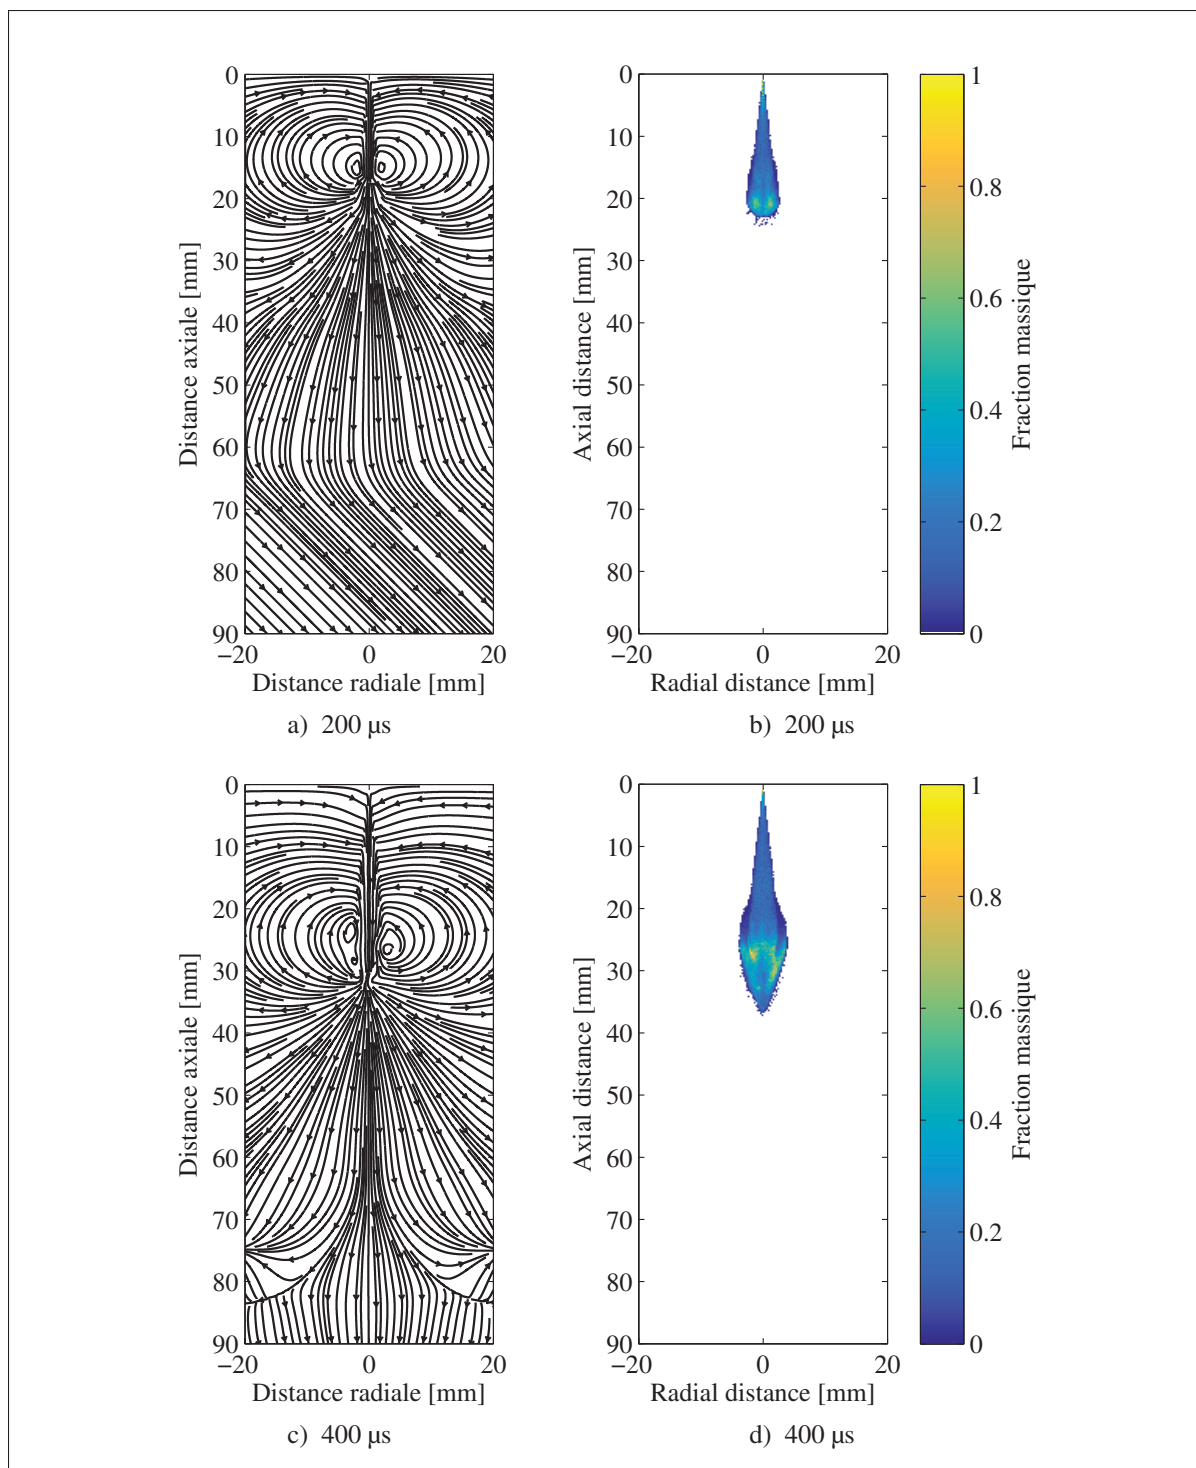 0
10
20
30
40
50
60
70
80
90
Distance axiale [mm]
−20 0 20
Distance radiale [mm]
a) 200 µs
0
10
20
30
40
50
60
70
80
90
Axial distance [mm]
−20 0 20
Radial distance [mm]
b) 200 µs
1
0.8
0.6
0.4
0.2
0
Fraction massique
0
10
20
30
40
50
60
70
80
90
Distance axiale [mm]
−20 0 20
Distance radiale [mm]
c) 400 µs
0
10
20
30
40
50
60
70
80
90
Axial distance [mm]
−20 0 20
Radial distance [mm]
d) 400 µs
1
0.8
0.6
0.4
0.2
0
Fraction massique